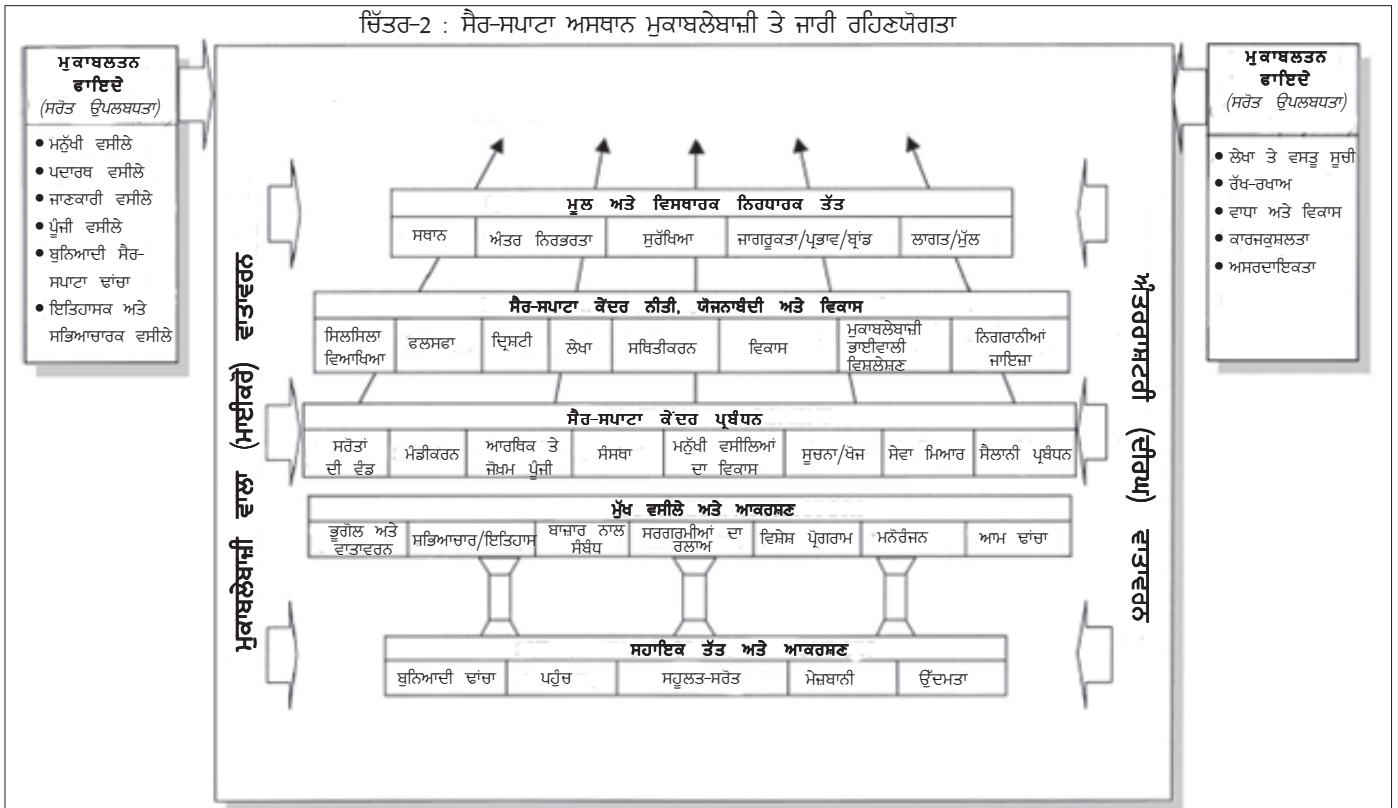 ਚਿੱਤਰ-2 : ਸੈਰ-ਸਪਾਟਾ ਅਸਥਾਨ ਮੁਕਾਬਲੇਬਾਜ਼ੀ ਤੇ ਜਾਰੀ ਰਹਿਣਯੋਗਤਾ
ਮੁਕਾਬਲਤਨ
ਫਾਇਦੇ
(ਸਰੋਤ ਉਪਲਬਧਤਾ)
• ਮਨੁੱਖੀ ਵਸੀਲੇ
• ਪਦਾਰਥ ਵਸੀਲੇ
• ਜਾਣਕਾਰੀ ਵਸੀਲੇ
• ਪੂੰਜੀ ਵਸੀਲੇ
• ਬੁਨਿਆਦੀ ਸੈਰ-
ਸਪਾਟਾ ਢਾਂਚਾ
• ਇਤਿਹਾਸਕ ਅਤੇ
ਸਭਿਆਚਾਰਕ ਵਸੀਲੇ
ਮੁਕਾਬਲੇਬਾਜ਼ੀ ਵਾਲਾ (ਮਾਈਕਰੋ) ਵਾਤਾਵਰਨ
ਮੂਲ ਅਤੇ ਵਿਸਥਾਰਕ ਨਿਰਧਾਰਕ ਤੱਤ
ਸਥਾਨ ਅੰਤਰ ਨਿਰਭਰਤਾ ਸੁਰੱਖਿਆ ਜਾਗਰੂਕਤਾ/ਪ੍ਰਭਾਵ/ਬ੍ਰਾਂਡ ਲਾਗਤ/ਮੁੱਲ
ਸੈਰ-ਸਪਾਟਾ ਕੇਂਦਰ ਨੀਤੀ, ਯੋਜਨਾਬੰਦੀ ਅਤੇ ਵਿਕਾਸ
ਸਿਲਸਿਲਾ
ਵਿਆਖਿਆ
ਫਲਸਫਾ
ਦ੍ਰਿਸ਼ਟੀ
ਲੇਖਾ
ਸਥਿਤੀਕਰਨ
ਵਿਕਾਸ
ਮੁਕਾਬਲੇਬਾਜ਼ੀ
ਭਾਈਵਾਲੀ
ਵਿਸ਼ਲੇਸ਼ਣ
ਨਿਗਰਾਨੀਆਂ
ਜਾਇਜ਼ਾ
ਸੈਰ-ਸਪਾਟਾ ਕੇਂਦਰ ਪ੍ਰਬੰਧਨ
ਸਰੋਤਾਂ
ਦੀ ਵੰਡ
ਮੰਡੀਕਰਨ
ਆਰਥਿਕ ਤੇ
ਜੋਖ਼ਮ ਪੂੰਜੀ
ਸੰਸਥਾ
ਮਨੁੱਖੀ ਵਸੀਲਿਆਂ
ਦਾ ਵਿਕਾਸ
ਸੂਚਨਾ/ਖੋਜ
ਸੇਵਾ ਮਿਆਰ
ਸੈਲਾਨੀ ਪ੍ਰਬੰਧਨ
ਮੁੱਖ ਵਸੀਲੇ ਅਤੇ ਆਕਰਸ਼ਣ
ਭੂਗੋਲ ਅਤੇ
ਵਾਤਾਵਰਨ
ਸ਼ਭਿਆਚਾਰ/ਇਤਿਹਾਸ
ਬਾਜ਼ਾਰ ਨਾਲ
ਸੰਬੰਧ
ਸਰਗਰਮੀਆਂ ਦਾ
ਰਲਾਅ
ਵਿਸ਼ੇਸ਼ ਪ੍ਰੋਗਰਾਮ
ਮਨੋਰੰਜਨ
ਆਮ ਢਾਂਚਾ
ਸਹਾਇਕ ਤੱਤ ਅਤੇ ਆਕਰਸ਼ਣ
ਬੁਨਿਆਦੀ ਢਾਂਚਾ ਪਹੁੰਚ ਸਹੂਲਤ-ਸਰੋਤ ਮੇਜ਼ਬਾਨੀ ਉੱਦਮਤਾ
ਅੰਤਰਰਾਸ਼ਟਰੀ (ਦੀਰਘ) ਵਾਤਾਵਰਨ
ਮੁਕਾਬਲਤਨ
ਫਾਇਦੇ
(ਸਰੋਤ ਉਪਲਬਧਤਾ)
• ਲੇਖਾ ਤੇ ਵਸਤੂ ਸੂਚੀ
• ਰੱਖ-ਰਖਾਅ
• ਵਾਧਾ ਅਤੇ ਵਿਕਾਸ
• ਕਾਰਜਕੁਸ਼ਲਤਾ
• ਅਸਰਦਾਇਕਤਾ